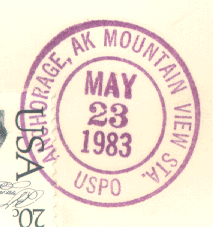 ANCHORAGE, AK MOUNTAIN VIEW STA.
MAY
23
1983
USPO
USA
20c